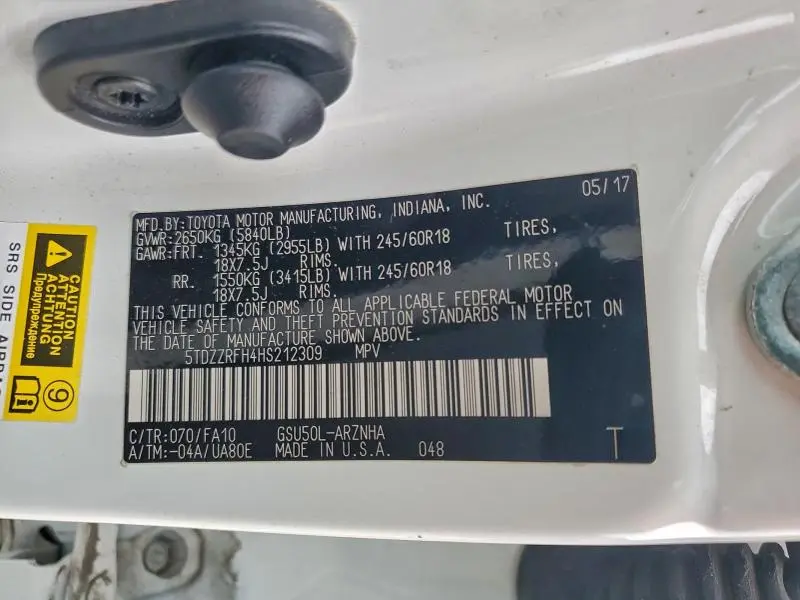 MFD.BY:TOYOTA MOTOR MANUFACTURING, INDIANA, INC. 05/17
GVWR:2650KG (5840LB)
GAWR:FRT. 1345KG (2955LB) WITH 245/60R18 TIRES,
18X7.5J RIMS.
RR. 1550KG (3415LB) WITH 245/60R18 TIRES,
18X7.5J RIMS.
THIS VEHICLE CONFORMS TO ALL APPLICABLE FEDERAL MOTOR
VEHICLE SAFETY AND THEFT PREVENTION STANDARDS IN EFFECT ON
THE DATE OF MANUFACTURE SHOWN ABOVE.
5TDZZRFH4HS212309 MPV
C/TR:070/FA10 GSU50L-ARZNHA
A/TM:-04A/UA80E MADE IN U.S.A. 048 T
CAUTION
ATTENTION
ACHTUNG
Предупреждение
9
SRS SIDE